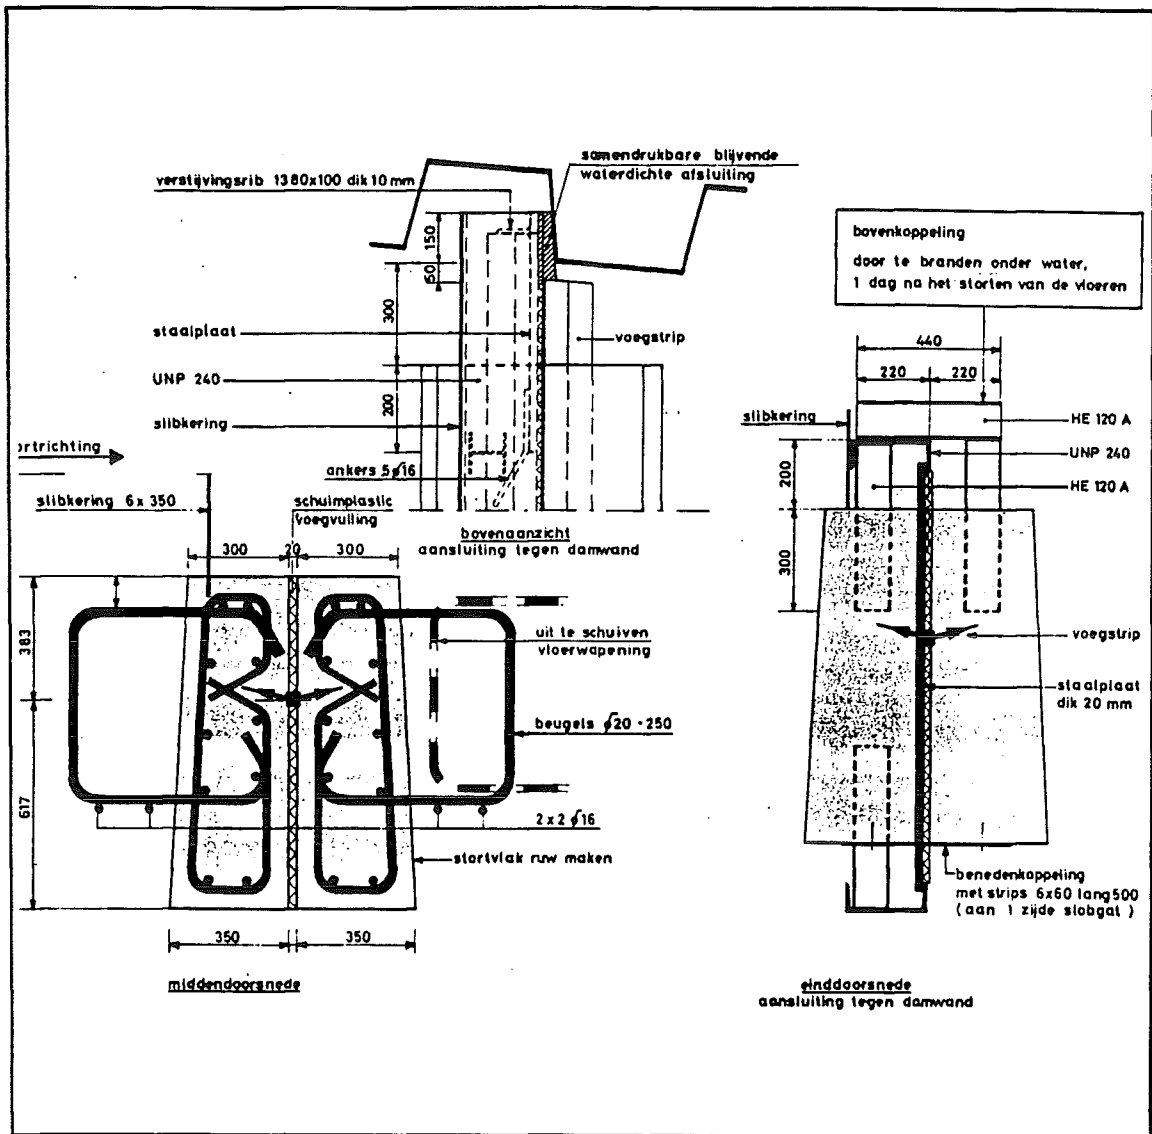 samendrukbare blijvende
waterdichte afsluiting
verstijvingsrib 1380x100 dik 10 mm
bovenkoppeling
door te branden onder water,
1 dag na het storten van de vloeren
150
60
300
staalplaat
voegstrip
440
UNP 240
220 220
200
slibkering
slibkering
HE 120 A
ortrichting
UNP 240
ankers 5⌀16
200
HE 120 A
slibkering 6x350
schuimplastic
voegvulling
bovenaanzicht
aansluiting tegen damwand
300 20 300
300
383
uit te schuiven
vloerwapening
voegstrip
staalplaat
dik 20 mm
beugels ⌀20-250
617
2x2⌀16
stortvlak ruw maken
benedenkoppeling
met strips 6x60 lang500
(aan 1 zijde slobgat)
350 350
middendoorsnede
einddoorsnede
aansluiting tegen damwand